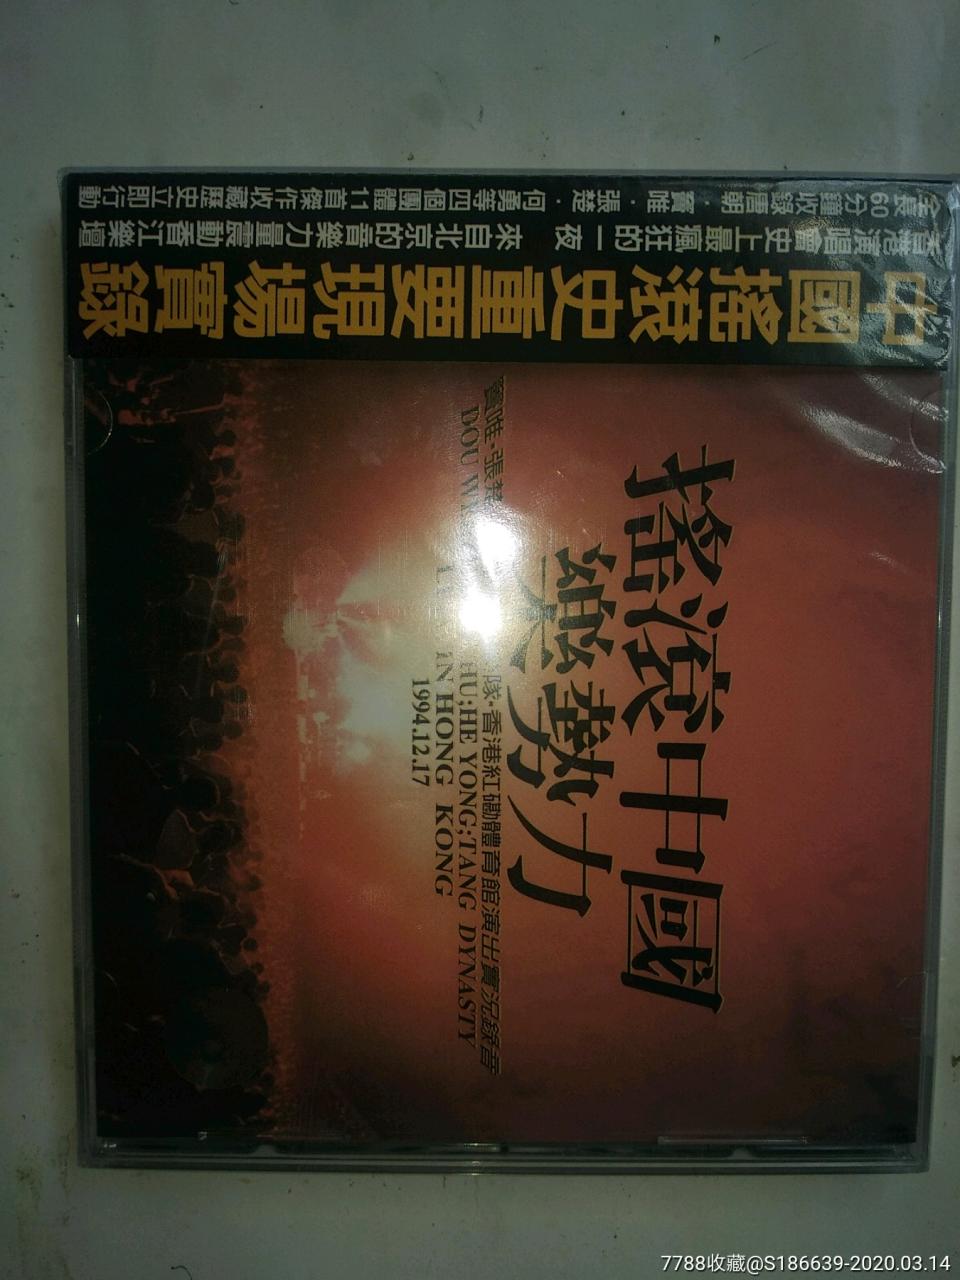 中國搖滾史重要現場實錄
香港演唱會史上最瘋狂的一夜 來自北京的音樂力量震動香江樂壇
全長60分鐘收錄唐朝．竇唯．張楚．何勇等四個團體11首傑作收藏歷史立即行動
搖滾中國
樂勢力
竇唯·張楚 隊·香港紅磡體育館演出實況錄音
DOU HE YONG;TANG DYNASTY
IN HONG KONG
1994.12.17
7788收藏@S186639-2020.03.14